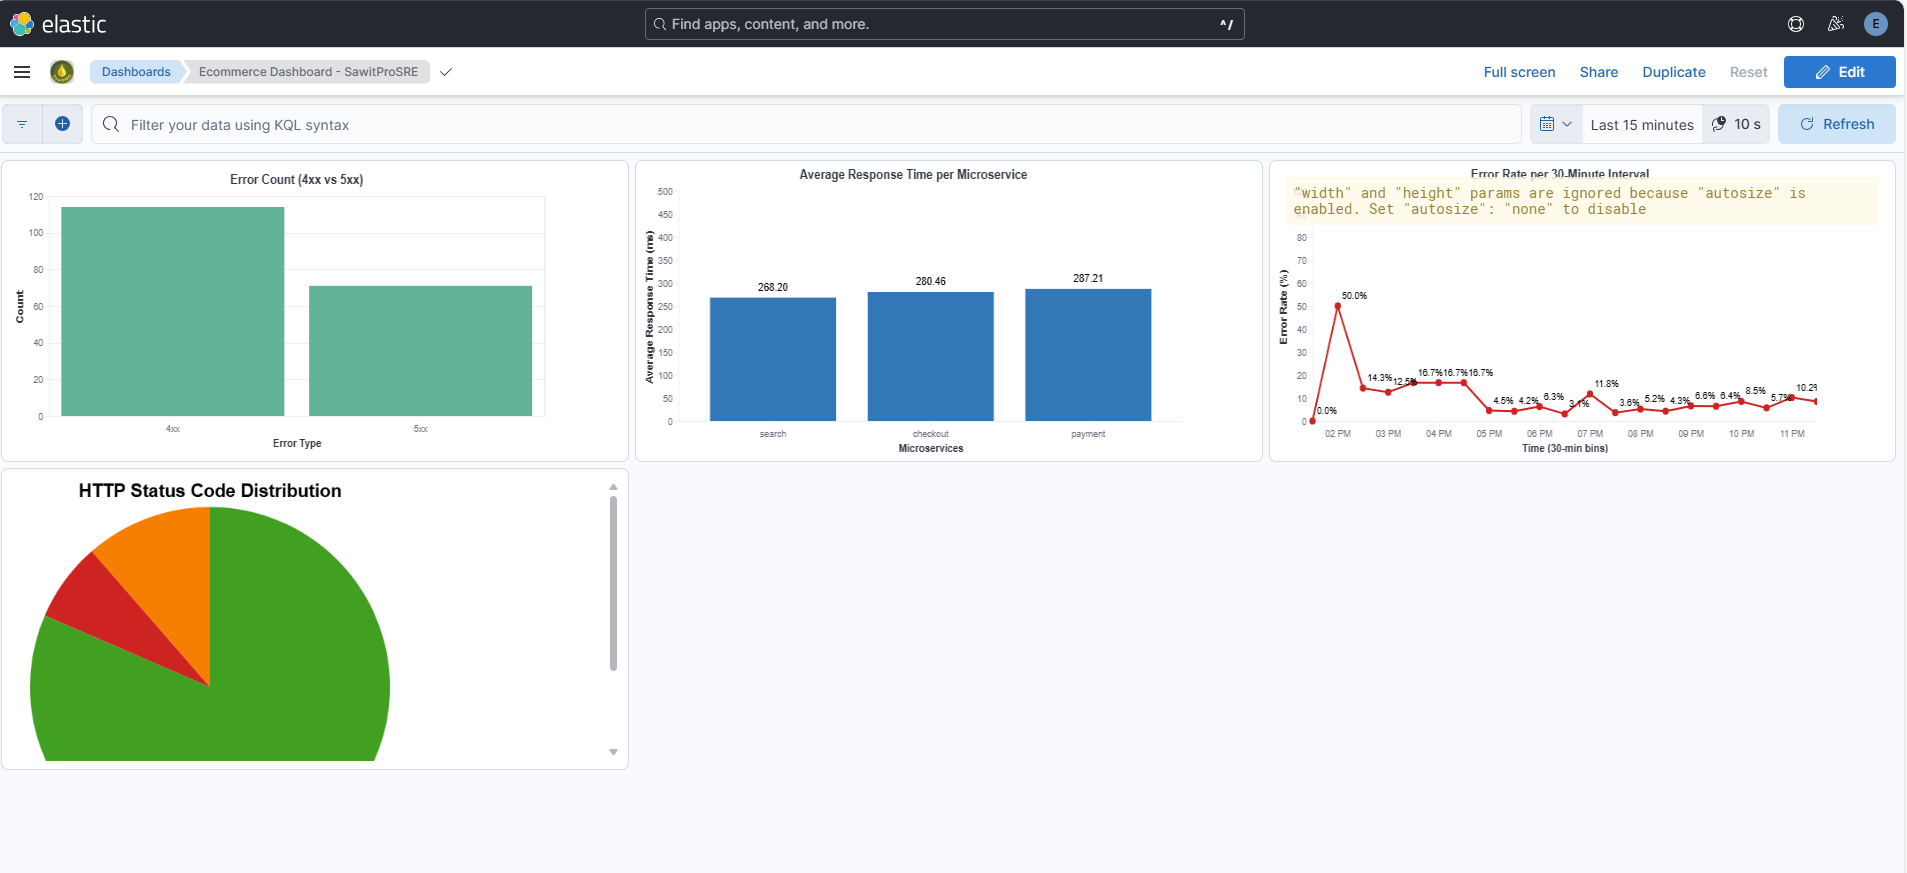 elastic
Find apps, content, and more.
^/
E
Dashboards
Ecommerce Dashboard - SawitProSRE
Full screen
Share
Duplicate
Reset
Edit
Filter your data using KQL syntax
Last 15 minutes
10 s
Refresh
Error Count (4xx vs 5xx)
120
100
80
60
40
20
0
Count
4xx
5xx
Error Type
Average Response Time per Microservice
500
450
400
350
300
250
200
150
100
50
0
Average Response Time (ms)
268.20
280.46
287.21
search
checkout
payment
Microservices
Error Rate per 30-Minute Interval
"width" and "height" params are ignored because "autosize" is
enabled. Set "autosize": "none" to disable
80
70
60
50
40
30
20
10
0
Error Rate (%)
0.0%
50.0%
14.3%
12.5%
16.7%
16.7%
16.7%
4.5%
4.2%
6.3%
3.1%
11.8%
3.6%
5.2%
4.3%
6.6%
6.4%
8.5%
5.7%
10.2%
02 PM
03 PM
04 PM
05 PM
06 PM
07 PM
08 PM
09 PM
10 PM
11 PM
Time (30-min bins)
HTTP Status Code Distribution